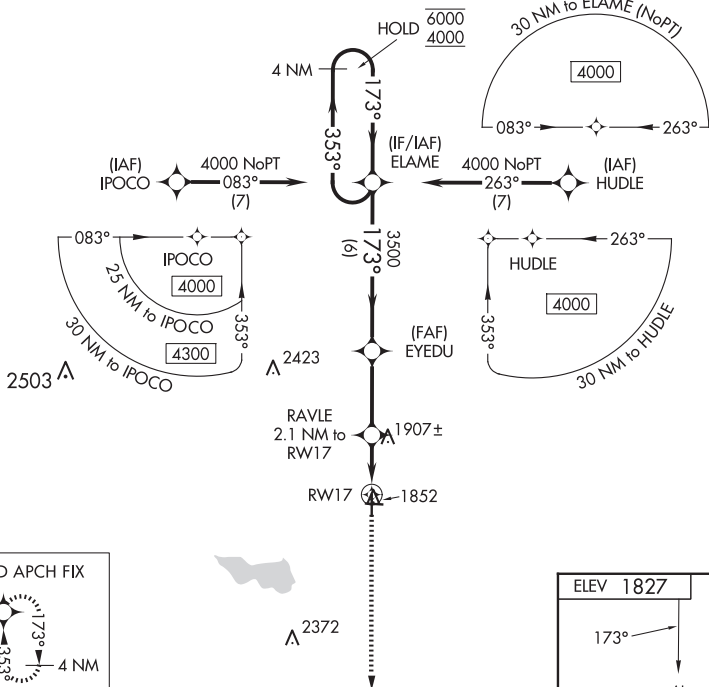 HOLD 6000
4000
30 NM to ELAME (NoPT)
4000
083°
263°
4 NM
173°
353°
(IF/IAF)
ELAME
(IAF)
IPOCO
4000 NoPT
083°
(7)
4000 NoPT
263°
(7)
(IAF)
HUDLE
083°
IPOCO
4000
25 NM to IPOCO
4300
30 NM to IPOCO
353°
3500
173°
(6)
263°
HUDLE
4000
353°
30 NM to HUDLE
(FAF)
EYEDU
2503
2423
RAVLE
2.1 NM to
RW17
1907±
RW17
1852
D APCH FIX
173°
353°
4 NM
2372
ELEV 1827
173°